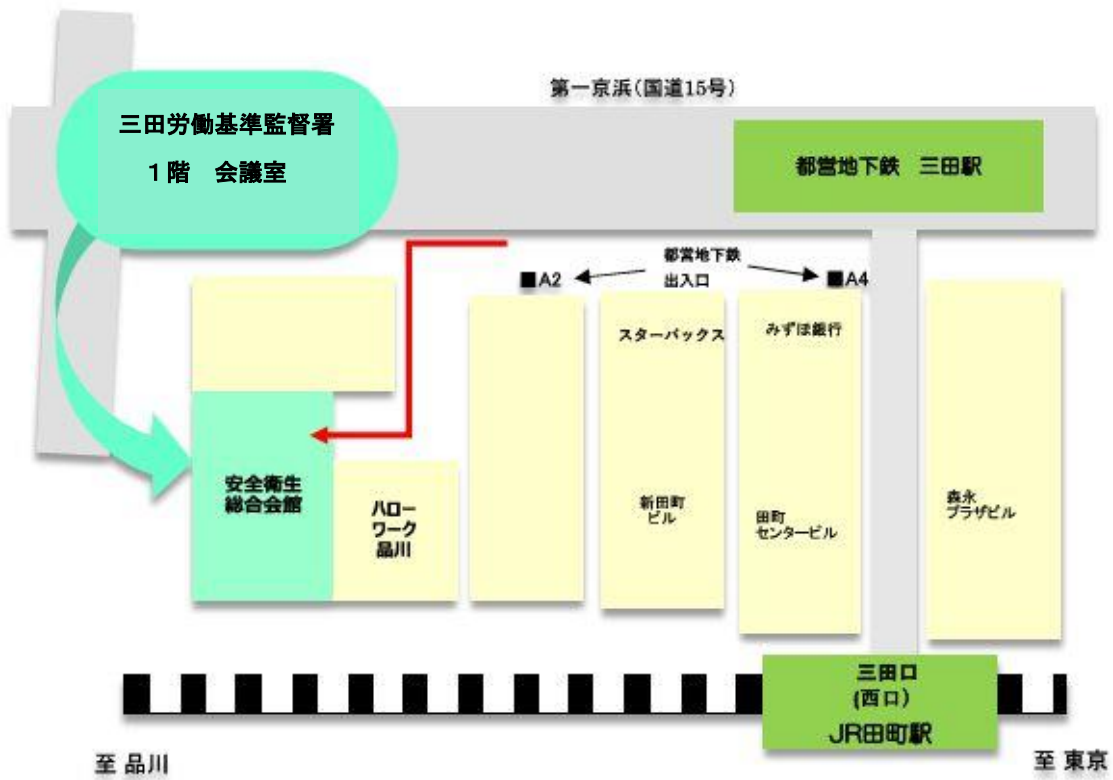 第一京浜(国道15号)
三田労働基準監督署
１階　会議室
都営地下鉄　三田駅
都営地下鉄
出入口
■A2
■A4
スターバックス
みずほ銀行
安全衛生
総合会館
ハロー
ワーク
品川
新田町
ビル
田町
センタービル
森永
プラザビル
三田口
(西口)
JR田町駅
至 品川
至 東京